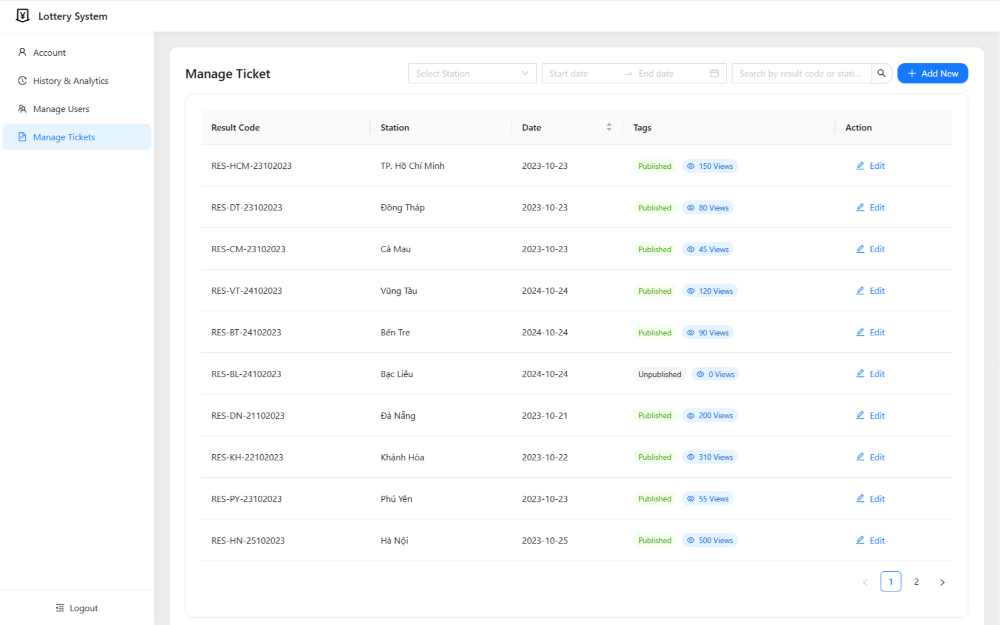 Lottery System
Account
History & Analytics
Manage Users
Manage Tickets
Logout
Manage Ticket
Select Station
Start date
End date
Search by result code or stati...
Add New
Result Code Station Date Tags Action
RES-HCM-23102023 TP. Hồ Chí Minh 2023-10-23 Published 150 Views Edit
RES-DT-23102023 Đồng Tháp 2023-10-23 Published 80 Views Edit
RES-CM-23102023 Cà Mau 2023-10-23 Published 45 Views Edit
RES-VT-24102023 Vũng Tàu 2024-10-24 Published 120 Views Edit
RES-BT-24102023 Bến Tre 2024-10-24 Published 90 Views Edit
RES-BL-24102023 Bạc Liêu 2024-10-24 Unpublished 0 Views Edit
RES-DN-21102023 Đà Nẵng 2023-10-21 Published 200 Views Edit
RES-KH-22102023 Khánh Hòa 2023-10-22 Published 310 Views Edit
RES-PY-23102023 Phú Yên 2023-10-23 Published 55 Views Edit
RES-HN-25102023 Hà Nội 2023-10-25 Published 500 Views Edit
1 2